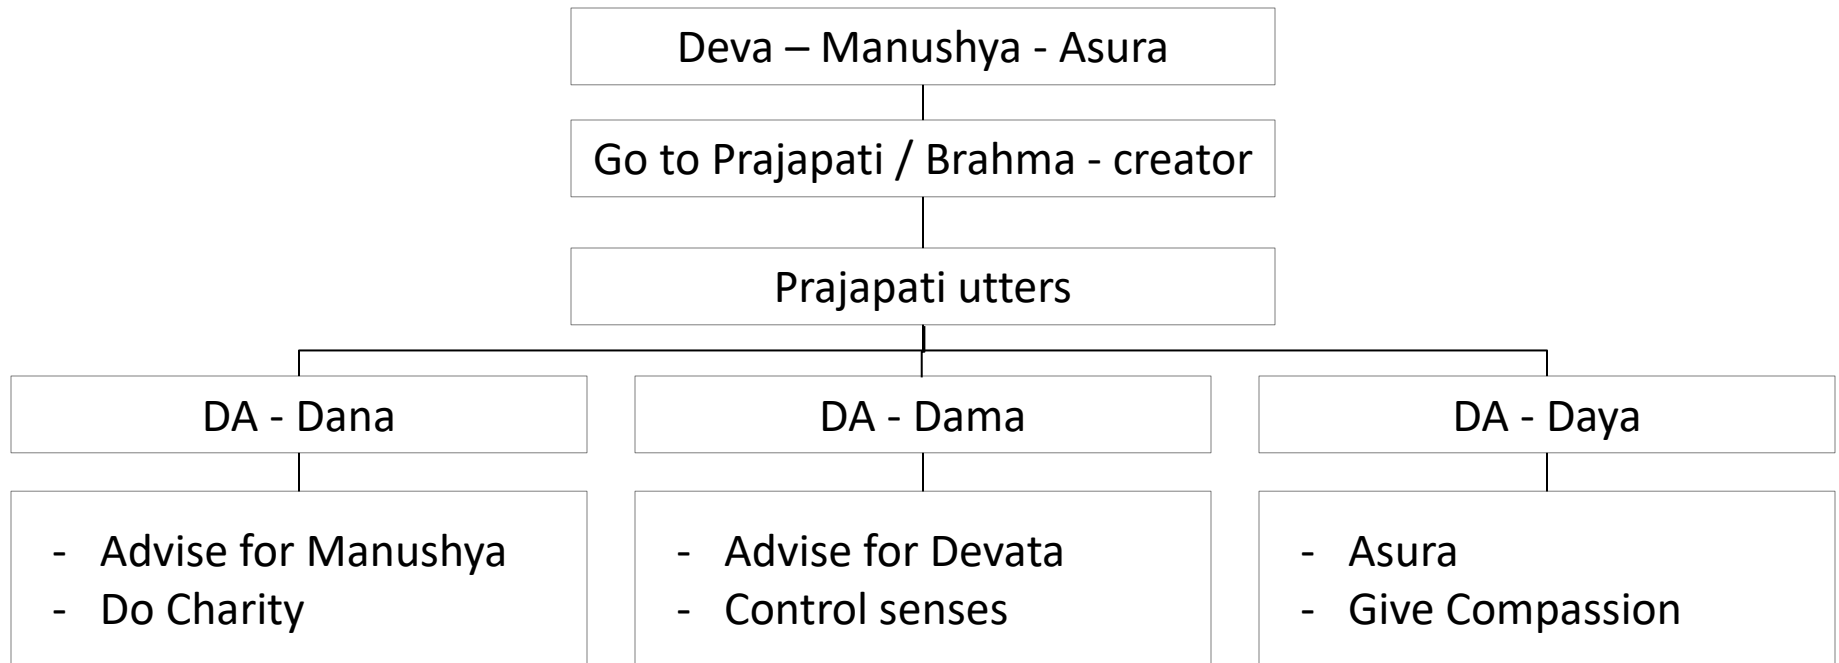 Deva – Manushya - Asura
Go to Prajapati / Brahma - creator
Prajapati utters
DA - Dana
DA - Dama
DA - Daya
- Advise for Manushya
- Do Charity
- Advise for Devata
- Control senses
- Asura
- Give Compassion